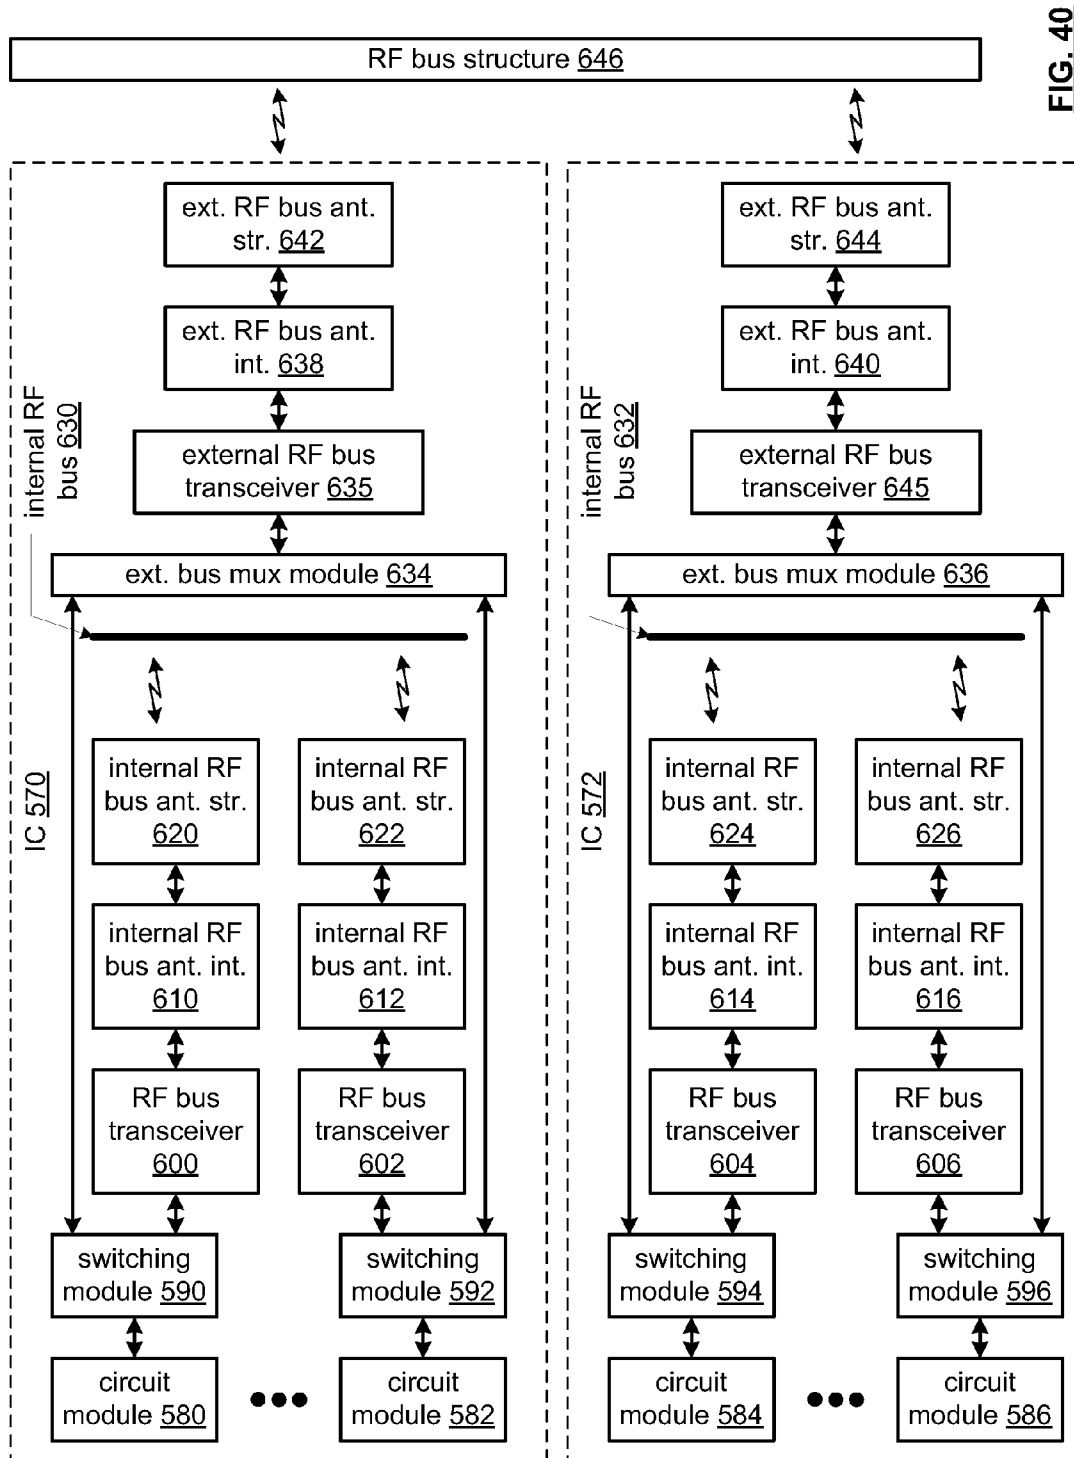 RF bus structure 646
FIG. 40
ext. RF bus ant.
str. 642
ext. RF bus ant.
int. 638
internal RF
bus 630
external RF bus
transceiver 635
ext. bus mux module 634
IC 570
internal RF
bus ant. str.
620
internal RF
bus ant. str.
622
internal RF
bus ant. int.
610
internal RF
bus ant. int.
612
RF bus
transceiver
600
RF bus
transceiver
602
switching
module 590
switching
module 592
circuit
module 580
circuit
module 582
ext. RF bus ant.
str. 644
ext. RF bus ant.
int. 640
internal RF
bus 632
external RF bus
transceiver 645
ext. bus mux module 636
IC 572
internal RF
bus ant. str.
624
internal RF
bus ant. str.
626
internal RF
bus ant. int.
614
internal RF
bus ant. int.
616
RF bus
transceiver
604
RF bus
transceiver
606
switching
module 594
switching
module 596
circuit
module 584
circuit
module 586